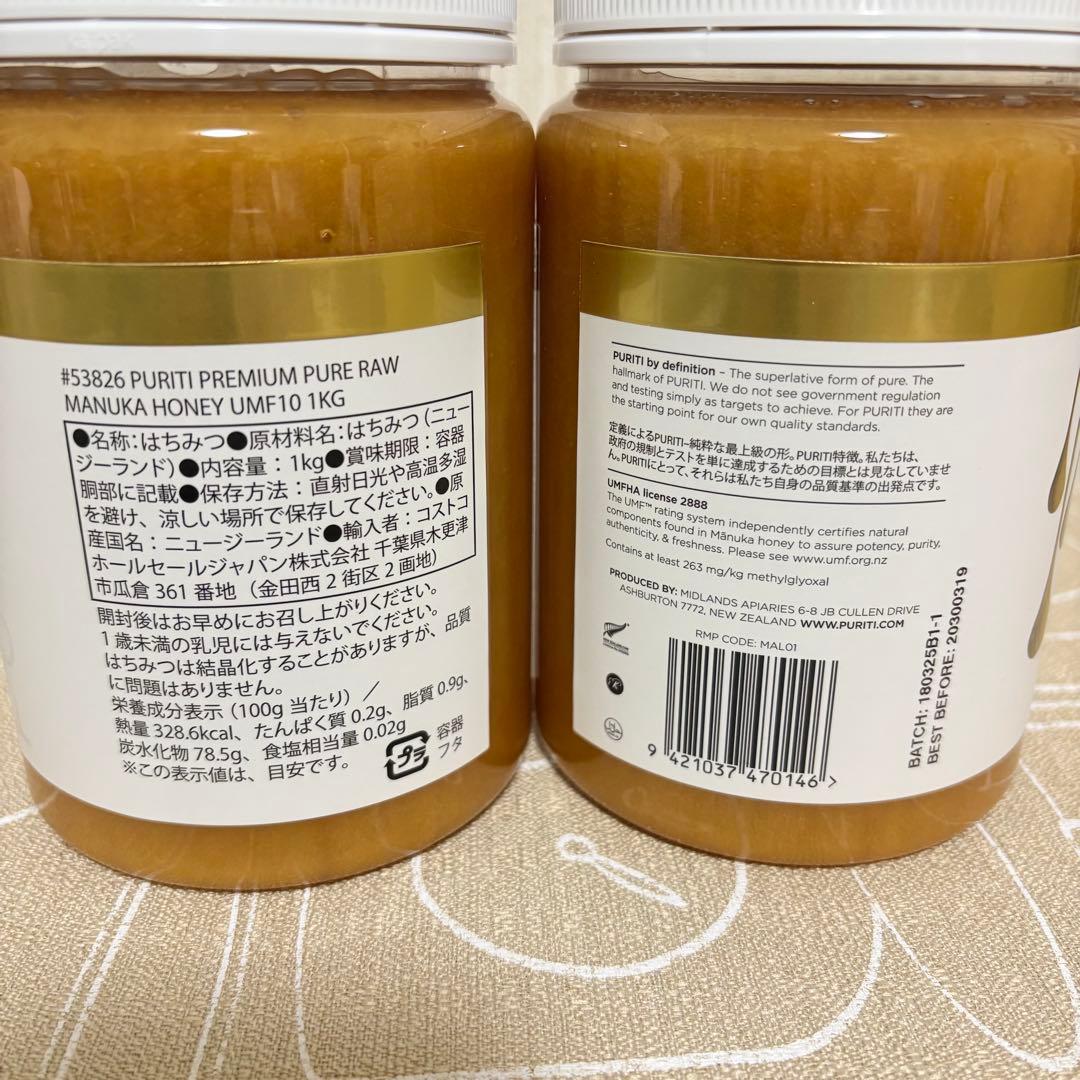 #53826 PURITI PREMIUM PURE RAW
MANUKA HONEY UMF10 1KG
●名称:はちみつ●原材料名:はちみつ(ニュー
ジーランド)●内容量:1kg●賞味期限:容器
胴部に記載●保存方法:直射日光や高温多湿
を避け、涼しい場所で保存してください。●原
産国名:ニュージーランド●輸入者:コストコ
ホールセールジャパン株式会社 千葉県木更津
市瓜倉 361 番地 (金田西 2 街区 2 画地)
開封後はお早めにお召し上がりください。
1 歳未満の乳児には与えないでください。
はちみつは結晶化することがありますが、品質
に問題はありません。
栄養成分表示 (100g 当たり) /
熱量 328.6kcal、たんぱく質 0.2g、脂質 0.9g、
炭水化物 78.5g、食塩相当量 0.02g
※この表示値は、目安です。
プラ
容器
フタ
PURITI by definition – The superlative form of pure. The
hallmark of PURITI. We do not see government regulation
and testing simply as targets to achieve. For PURITI they are
the starting point for our own quality standards.
定義によるPURITI–純粋な最上級の形。PURITI特徴。私たちは、
政府の規制とテストを単に達成するための目標とは見なしていませ
ん。PURITIにとって、それらは私たち自身の品質基準の出発点です。
UMFHA license 2888
The UMF™ rating system independently certifies natural
components found in Mānuka honey to assure potency, purity,
authenticity, & freshness. Please see www.umf.org.nz
Contains at least 263 mg/kg methylglyoxal
PRODUCED BY: MIDLANDS APIARIES 6-8 JB CULLEN DRIVE
ASHBURTON 7772, NEW ZEALAND WWW.PURITI.COM
RMP CODE: MAL01
9 421037 470146 >
BATCH: 180325B1-1
BEST BEFORE: 20300319